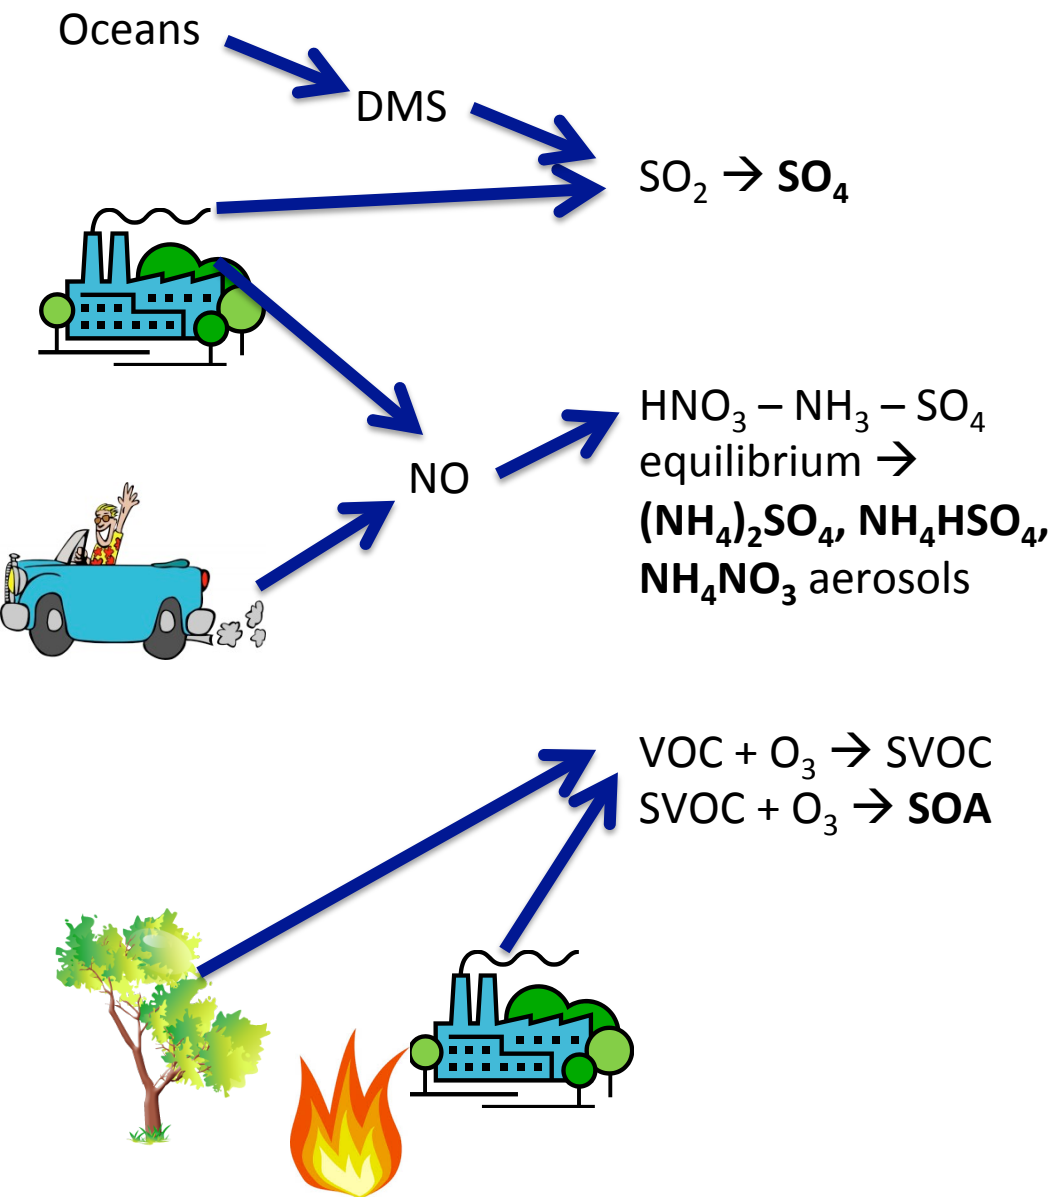 Oceans
DMS
SO₂ → SO₄
HNO₃ – NH₃ – SO₄
equilibrium →
(NH₄)₂SO₄, NH₄HSO₄,
NH₄NO₃ aerosols
NO
VOC + O₃ → SVOC
SVOC + O₃ → SOA